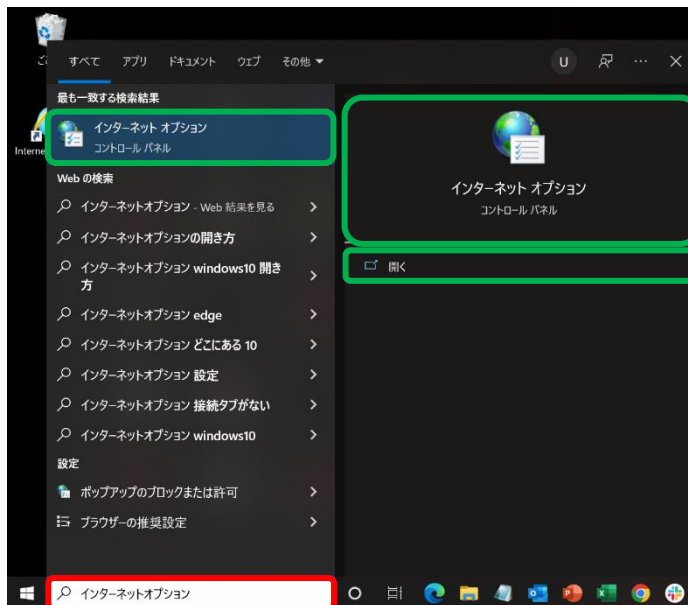 ご
Interne
すべて アプリ ドキュメント ウェブ その他 ▼ U … ×
最も一致する検索結果
インターネット オプション
コントロール パネル
Web の検索
インターネットオプション - Web 結果を見る
インターネットオプションの開き方
インターネットオプション windows10 開き
方
インターネットオプション edge
インターネットオプション どこにある 10
インターネットオプション 設定
インターネットオプション 接続タブがない
インターネットオプション windows10
設定
ポップアップのブロックまたは許可
ブラウザーの推奨設定
インターネット オプション
コントロール パネル
開く
インターネットオプション